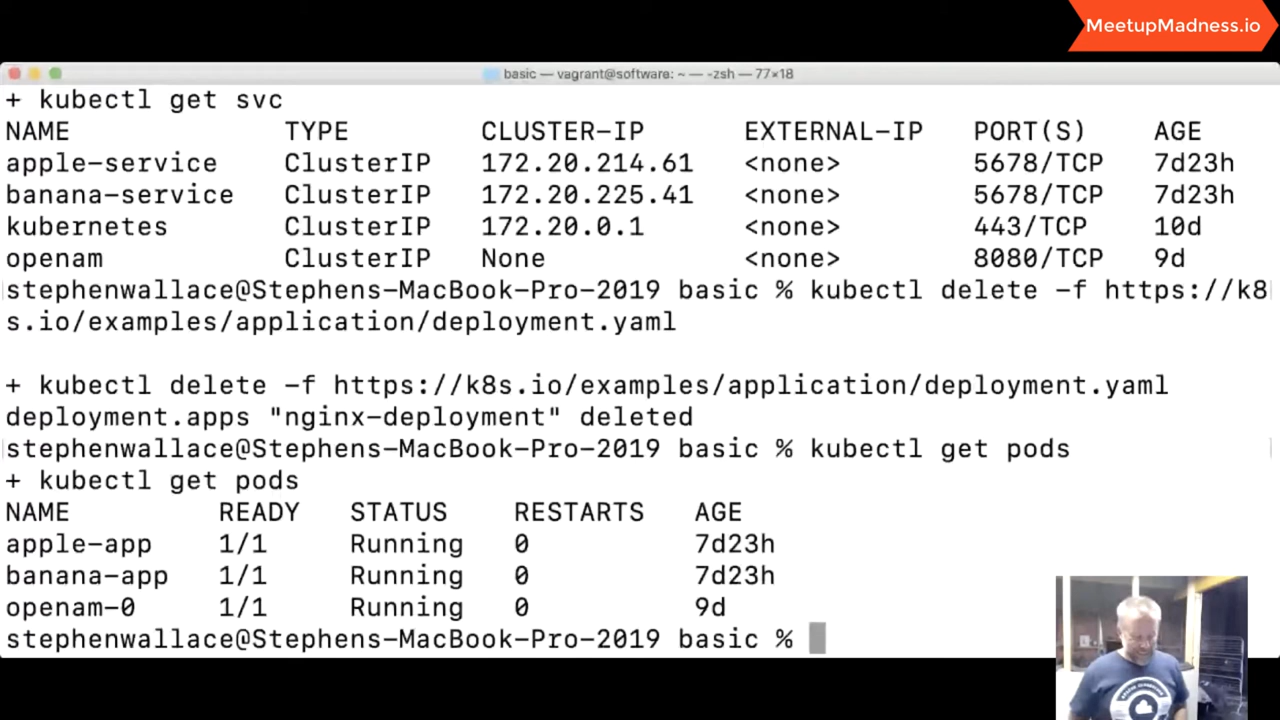 MeetupMadness.io
basic — vagrant@software: ~ — -zsh — 77×18
+ kubectl get svc
NAME TYPE CLUSTER-IP EXTERNAL-IP PORT(S) AGE
apple-service ClusterIP 172.20.214.61 <none> 5678/TCP 7d23h
banana-service ClusterIP 172.20.225.41 <none> 5678/TCP 7d23h
kubernetes ClusterIP 172.20.0.1 <none> 443/TCP 10d
openam ClusterIP None <none> 8080/TCP 9d
stephenwallace@Stephens-MacBook-Pro-2019 basic % kubectl delete -f https://k8
s.io/examples/application/deployment.yaml
+ kubectl delete -f https://k8s.io/examples/application/deployment.yaml
deployment.apps "nginx-deployment" deleted
stephenwallace@Stephens-MacBook-Pro-2019 basic % kubectl get pods
+ kubectl get pods
NAME READY STATUS RESTARTS AGE
apple-app 1/1 Running 0 7d23h
banana-app 1/1 Running 0 7d23h
openam-0 1/1 Running 0 9d
stephenwallace@Stephens-MacBook-Pro-2019 basic %